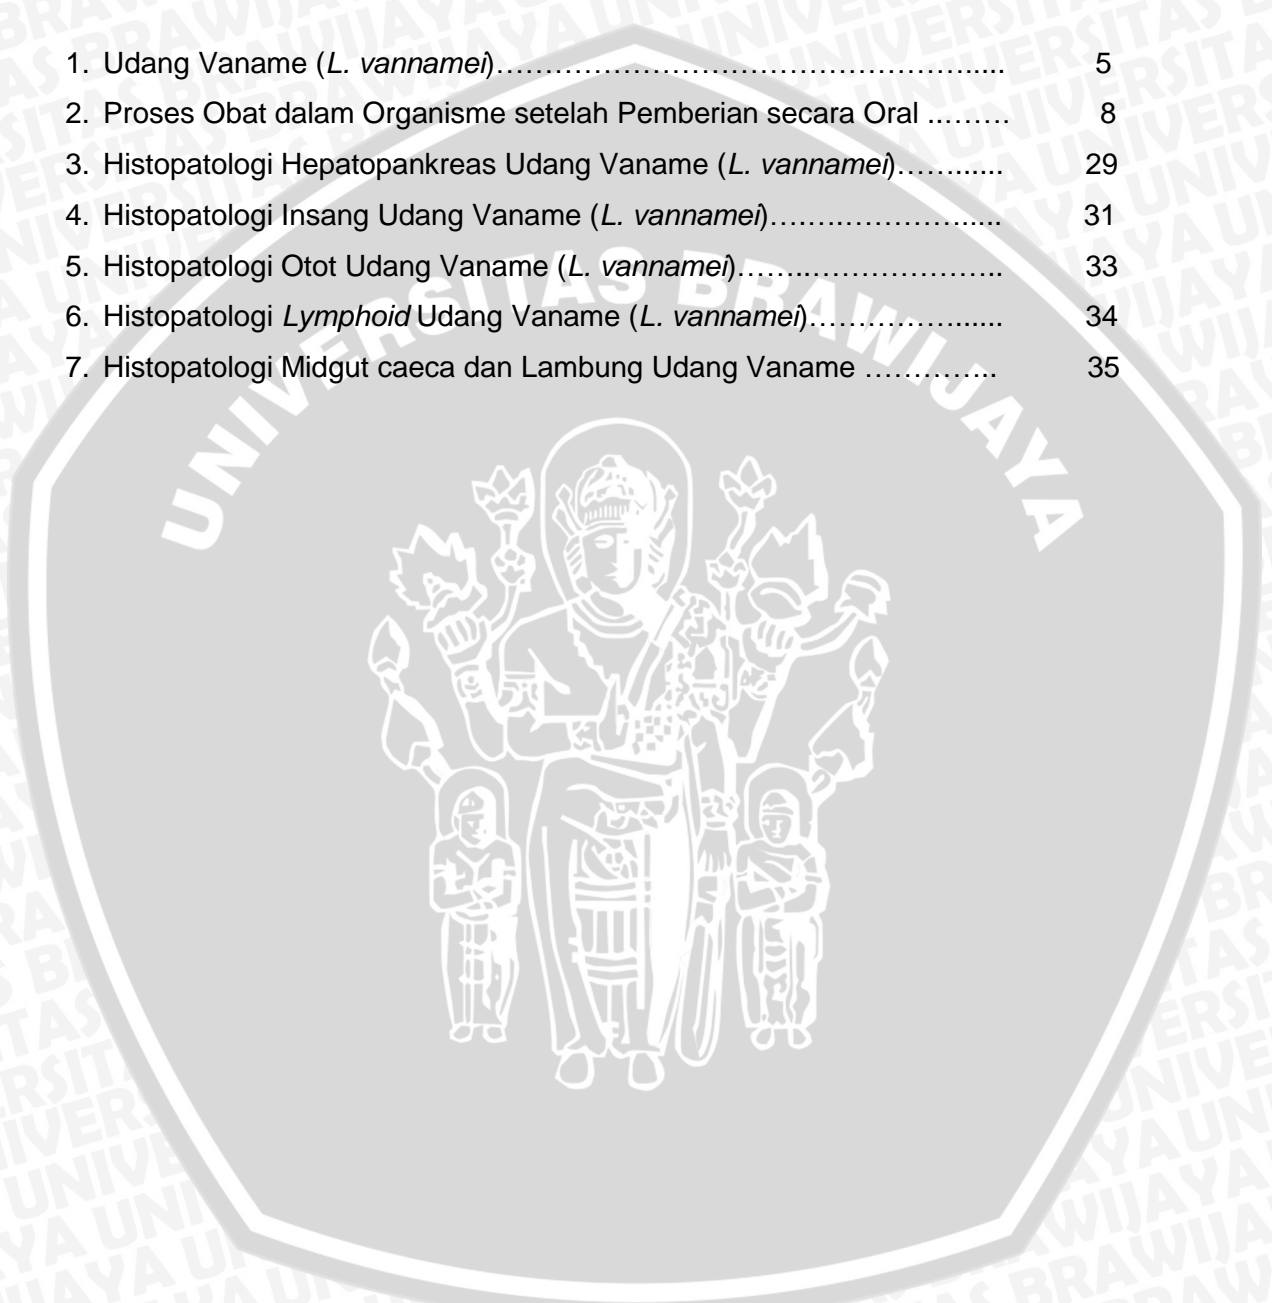 1. Udang Vaname (L. vannamei)…………………………………………..... 5
2. Proses Obat dalam Organisme setelah Pemberian secara Oral ..……. 8
3. Histopatologi Hepatopankreas Udang Vaname (L. vannamei)……...... 29
4. Histopatologi Insang Udang Vaname (L. vannamei)…….…………..... 31
5. Histopatologi Otot Udang Vaname (L. vannamei)……..……………….. 33
6. Histopatologi Lymphoid Udang Vaname (L. vannamei)……………...... 34
7. Histopatologi Midgut caeca dan Lambung Udang Vaname ………….. 35
UNIVERSITAS BRAWIJAYA